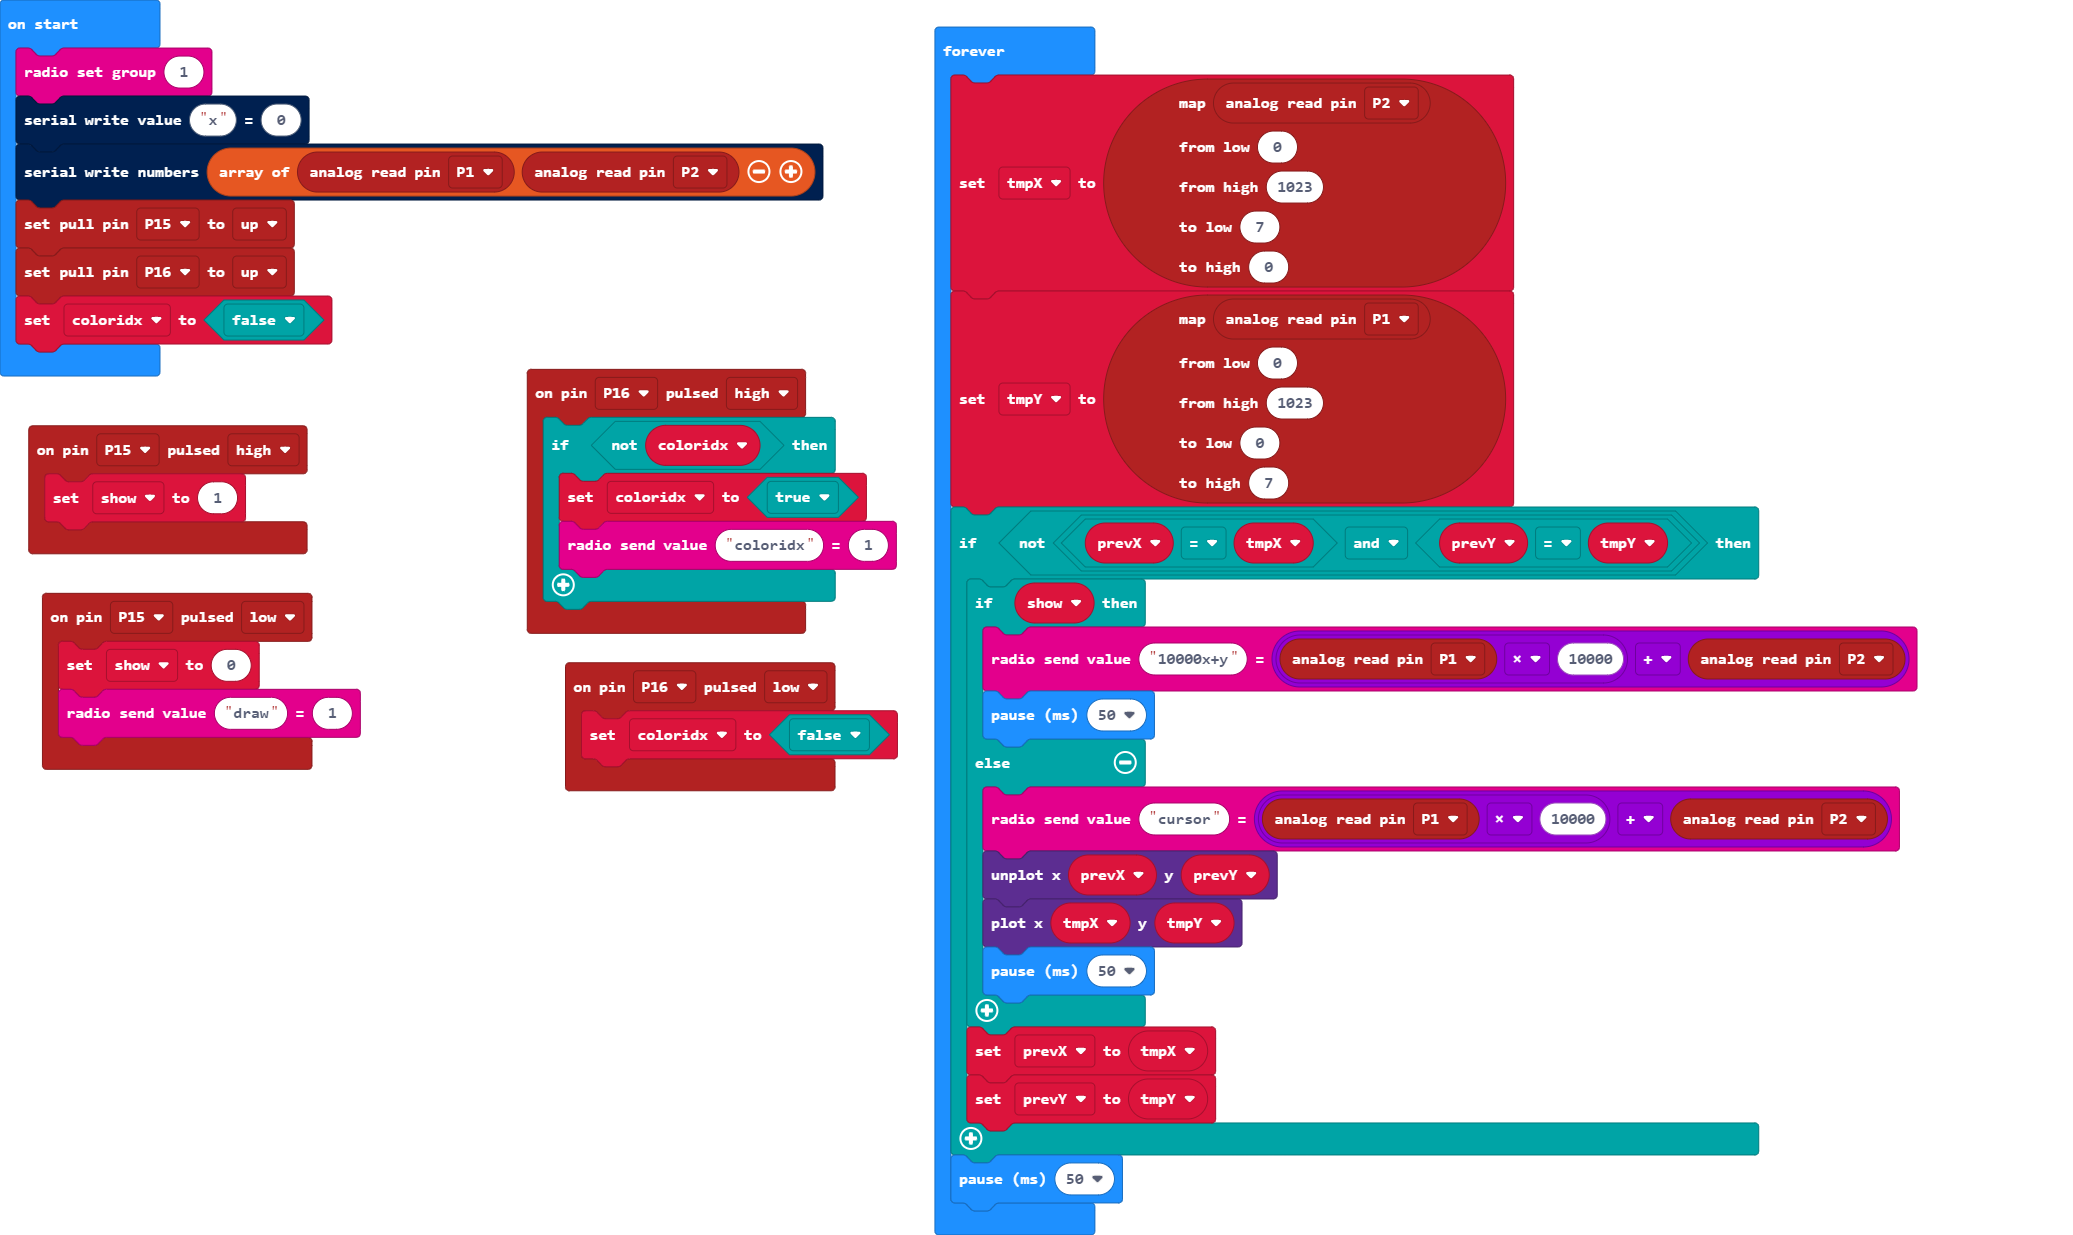 on start
radio set group 1
serial write value "x" = 0
serial write numbers array of analog read pin P1 analog read pin P2
set pull pin P15 to up
set pull pin P16 to up
set coloridx to false
on pin P15 pulsed high
set show to 1
on pin P15 pulsed low
set show to 0
radio send value "draw" = 1
on pin P16 pulsed high
if not coloridx then
set coloridx to true
radio send value "coloridx" = 1
on pin P16 pulsed low
set coloridx to false
forever
set tmpX to map analog read pin P2
from low 0
from high 1023
to low 7
to high 0
set tmpY to map analog read pin P1
from low 0
from high 1023
to low 0
to high 7
if not prevX = tmpX and prevY = tmpY then
if show then
radio send value "10000x+y" = analog read pin P1 × 10000 + analog read pin P2
pause (ms) 50
else
radio send value "cursor" = analog read pin P1 × 10000 + analog read pin P2
unplot x prevX y prevY
plot x tmpX y tmpY
pause (ms) 50
set prevX to tmpX
set prevY to tmpY
pause (ms) 50